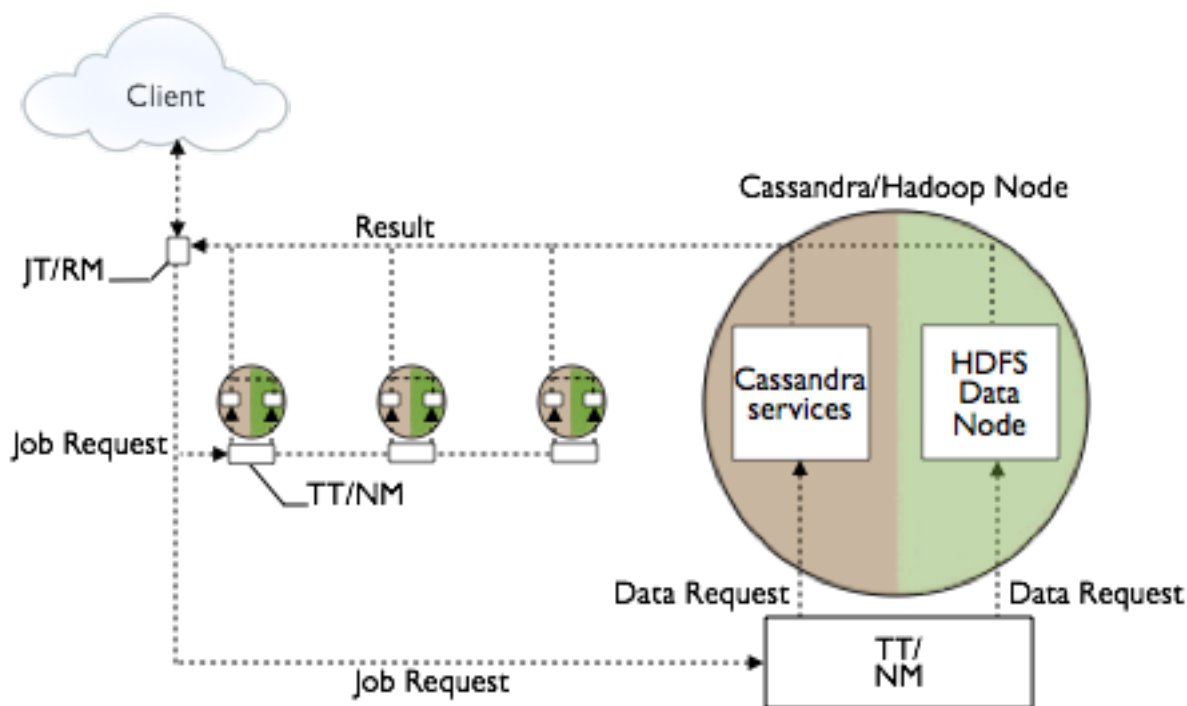 Client
Cassandra/Hadoop Node
Result
JT/RM
Cassandra
services
HDFS
Data
Node
Job Request
TT/NM
Data Request
Data Request
TT/
NM
Job Request